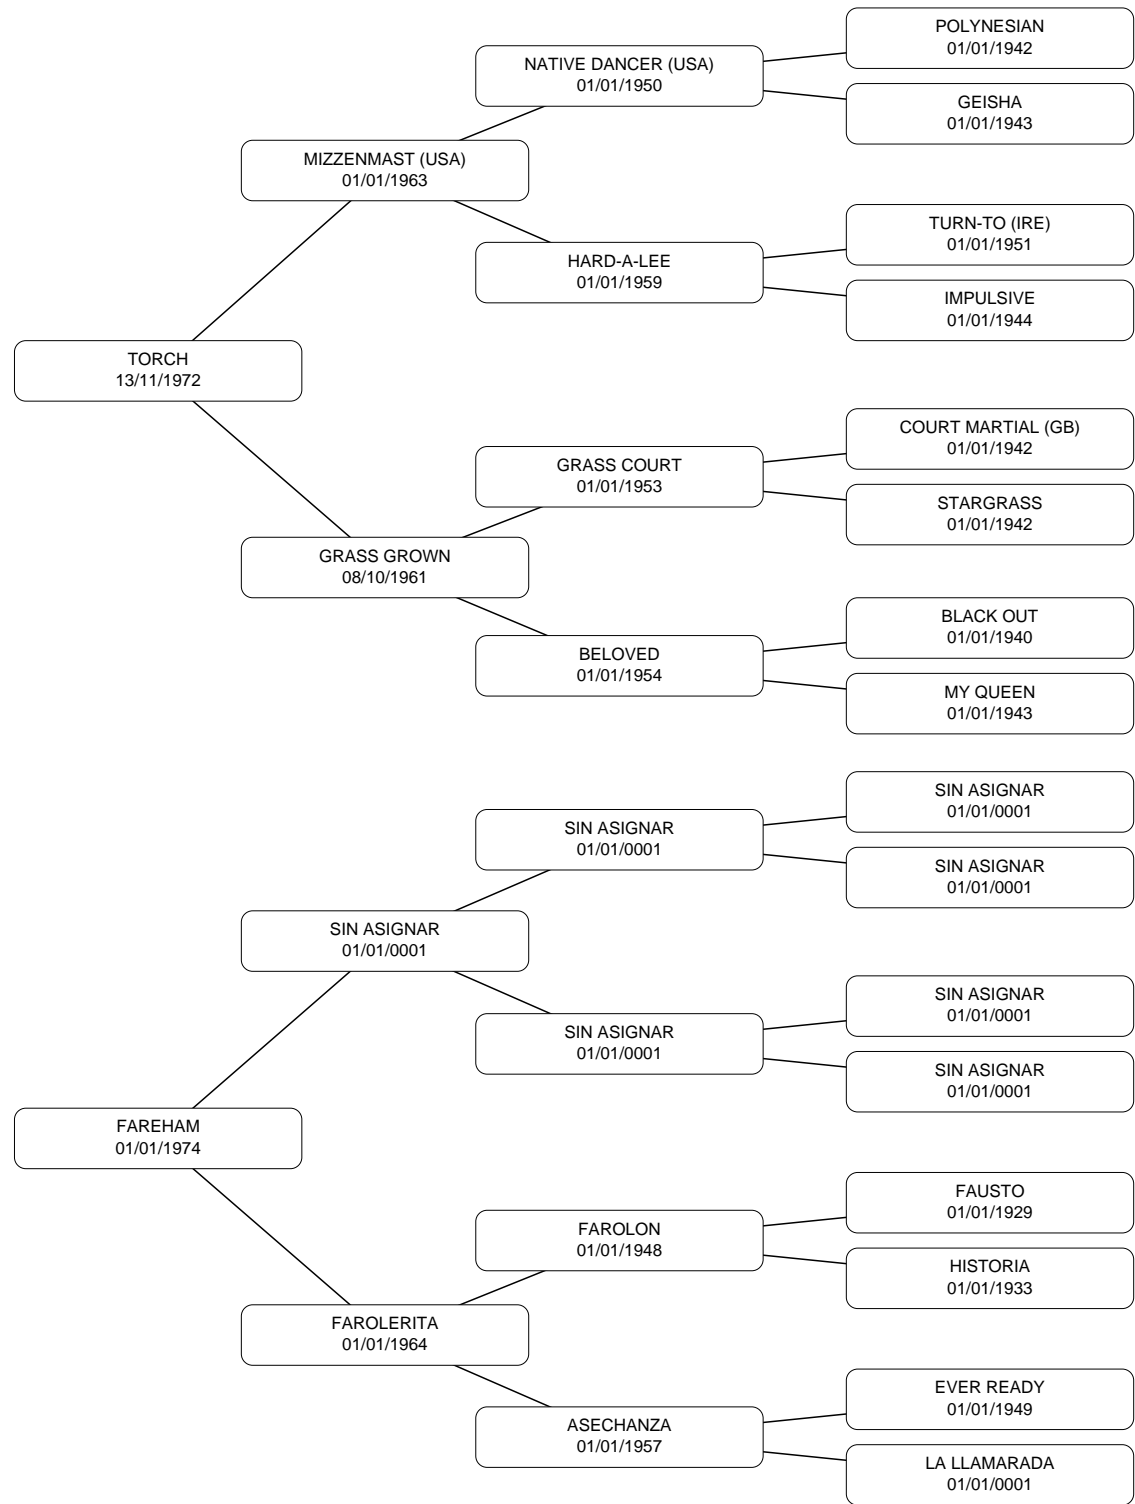 POLYNESIAN
01/01/1942
NATIVE DANCER (USA)
01/01/1950
GEISHA
01/01/1943
MIZZENMAST (USA)
01/01/1963
TURN-TO (IRE)
01/01/1951
HARD-A-LEE
01/01/1959
IMPULSIVE
01/01/1944
TORCH
13/11/1972
COURT MARTIAL (GB)
01/01/1942
GRASS COURT
01/01/1953
STARGRASS
01/01/1942
GRASS GROWN
08/10/1961
BLACK OUT
01/01/1940
BELOVED
01/01/1954
MY QUEEN
01/01/1943
SIN ASIGNAR
01/01/0001
SIN ASIGNAR
01/01/0001
SIN ASIGNAR
01/01/0001
SIN ASIGNAR
01/01/0001
SIN ASIGNAR
01/01/0001
SIN ASIGNAR
01/01/0001
SIN ASIGNAR
01/01/0001
FAREHAM
01/01/1974
FAUSTO
01/01/1929
FAROLON
01/01/1948
HISTORIA
01/01/1933
FAROLERITA
01/01/1964
EVER READY
01/01/1949
ASECHANZA
01/01/1957
LA LLAMARADA
01/01/0001